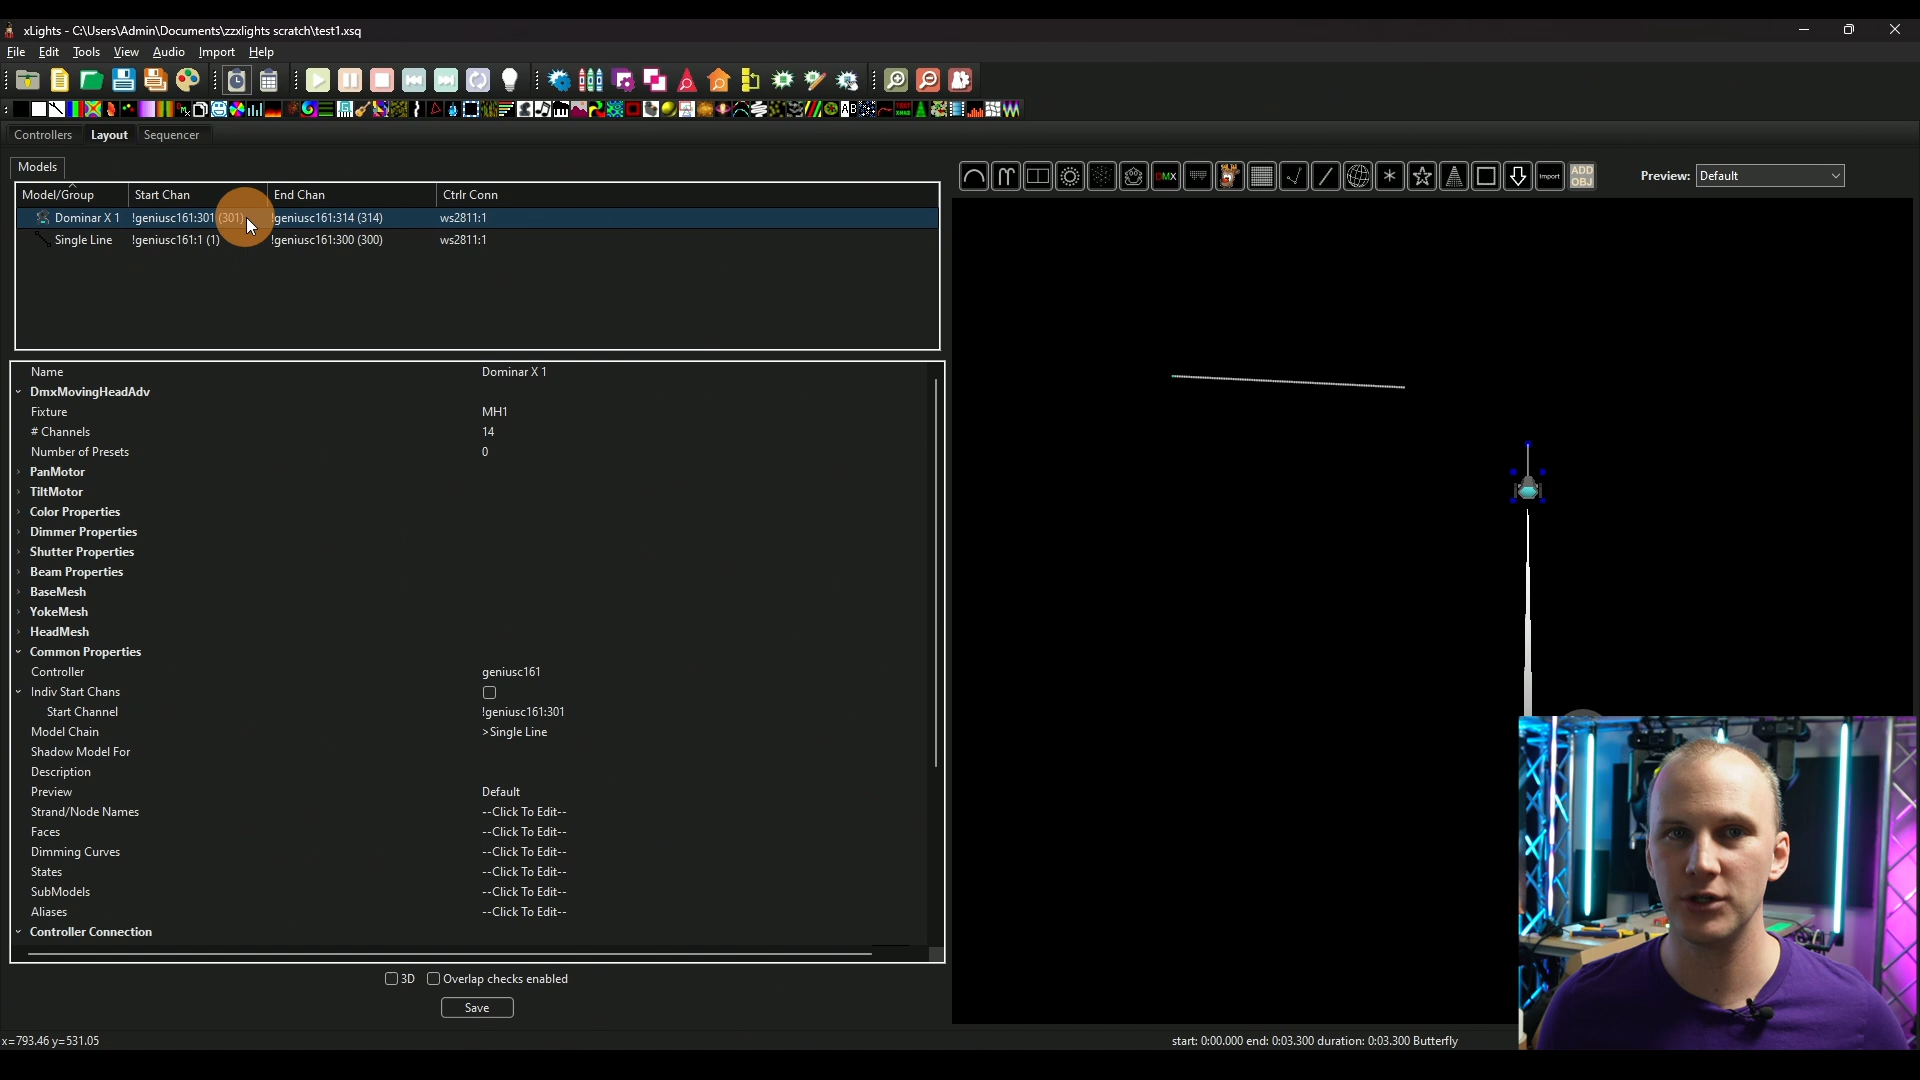 xLights - C:\Users\Admin\Documents\zzxlights scratch\test1.xsq
File Edit Tools View Audio Import Help
Controllers Layout Sequencer
Models
Model/Group Start Chan End Chan Ctrlr Conn
Dominar X 1 !geniusc161:301 (301) !geniusc161:314 (314) ws2811:1
Single Line !geniusc161:1 (1) !geniusc161:300 (300) ws2811:1
DMX Import ADD OBJ Preview: Default
Name Dominar X 1
DmxMovingHeadAdv
Fixture MH1
# Channels 14
Number of Presets 0
PanMotor
TiltMotor
Color Properties
Dimmer Properties
Shutter Properties
Beam Properties
BaseMesh
YokeMesh
HeadMesh
Common Properties
Controller geniusc161
Indiv Start Chans
Start Channel !geniusc161:301
Model Chain >Single Line
Shadow Model For
Description
Preview Default
Strand/Node Names --Click To Edit--
Faces --Click To Edit--
Dimming Curves --Click To Edit--
States --Click To Edit--
SubModels --Click To Edit--
Aliases --Click To Edit--
Controller Connection
3D Overlap checks enabled
Save
x=793.46 y=531.05 start: 0:00.000 end: 0:03.300 duration: 0:03.300 Butterfly